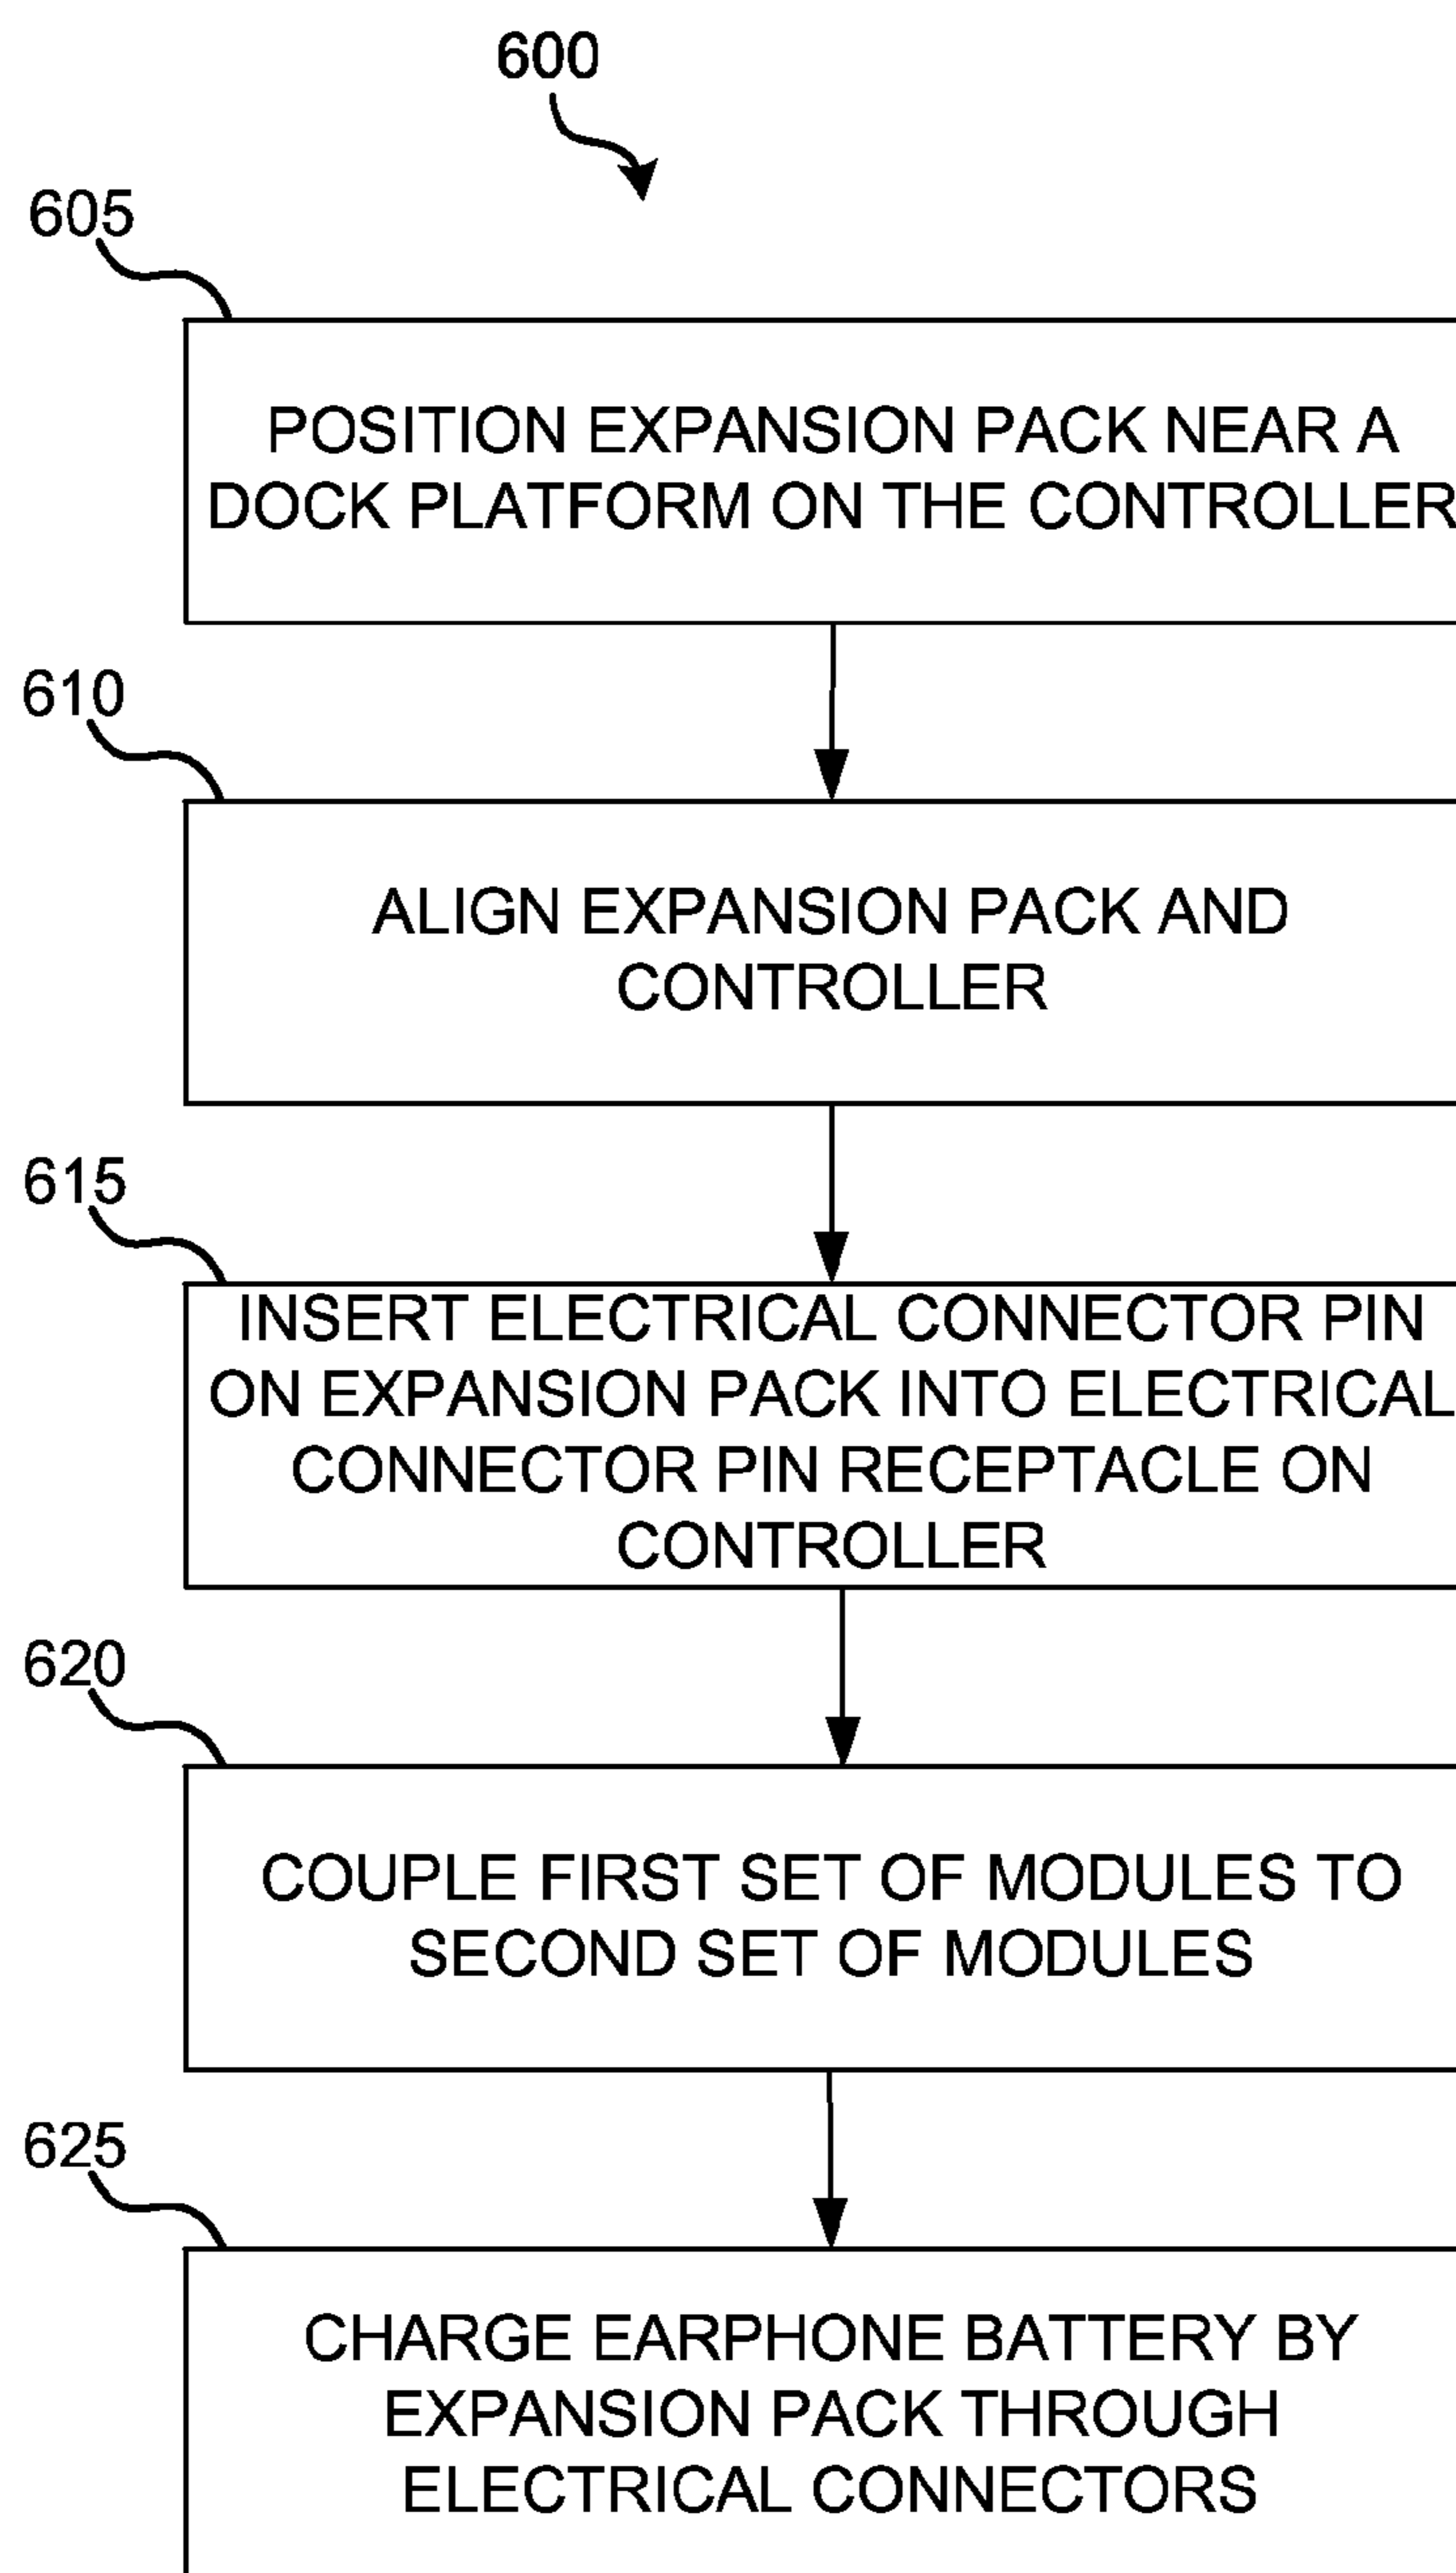 600
605
POSITION EXPANSION PACK NEAR A
DOCK PLATFORM ON THE CONTROLLER
610
ALIGN EXPANSION PACK AND
CONTROLLER
615
INSERT ELECTRICAL CONNECTOR PIN
ON EXPANSION PACK INTO ELECTRICAL
CONNECTOR PIN RECEPTACLE ON
CONTROLLER
620
COUPLE FIRST SET OF MODULES TO
SECOND SET OF MODULES
625
CHARGE EARPHONE BATTERY BY
EXPANSION PACK THROUGH
ELECTRICAL CONNECTORS